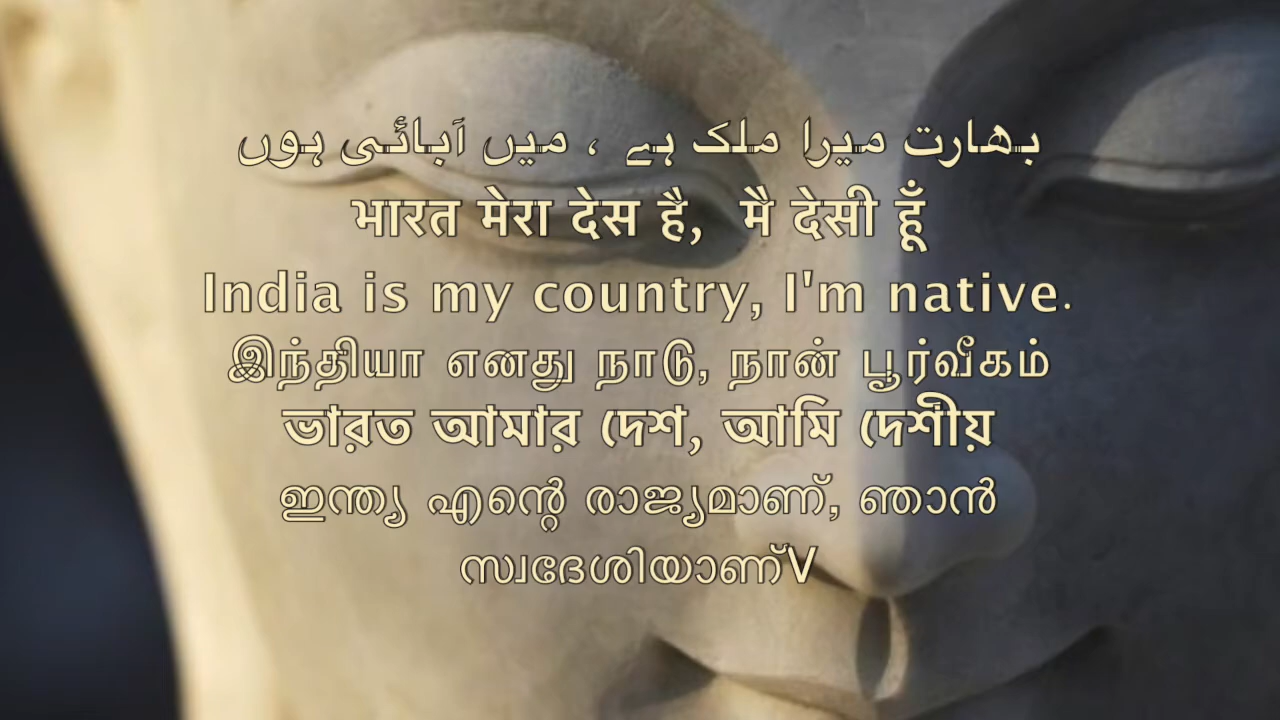 بھارت میرا ملک ہے ، میں آبائی ہوں
भारत मेरा देस है, मै देसी हूँ
India is my country, I'm native.
இந்தியா எனது நாடு, நான் பூர்வீகம்
ভারত আমার দেশ, আমি দেশীয়
ഇന്ത്യ എന്റെ രാജ്യമാണ്, ഞാൻ
സ്വദേശിയാണ്V